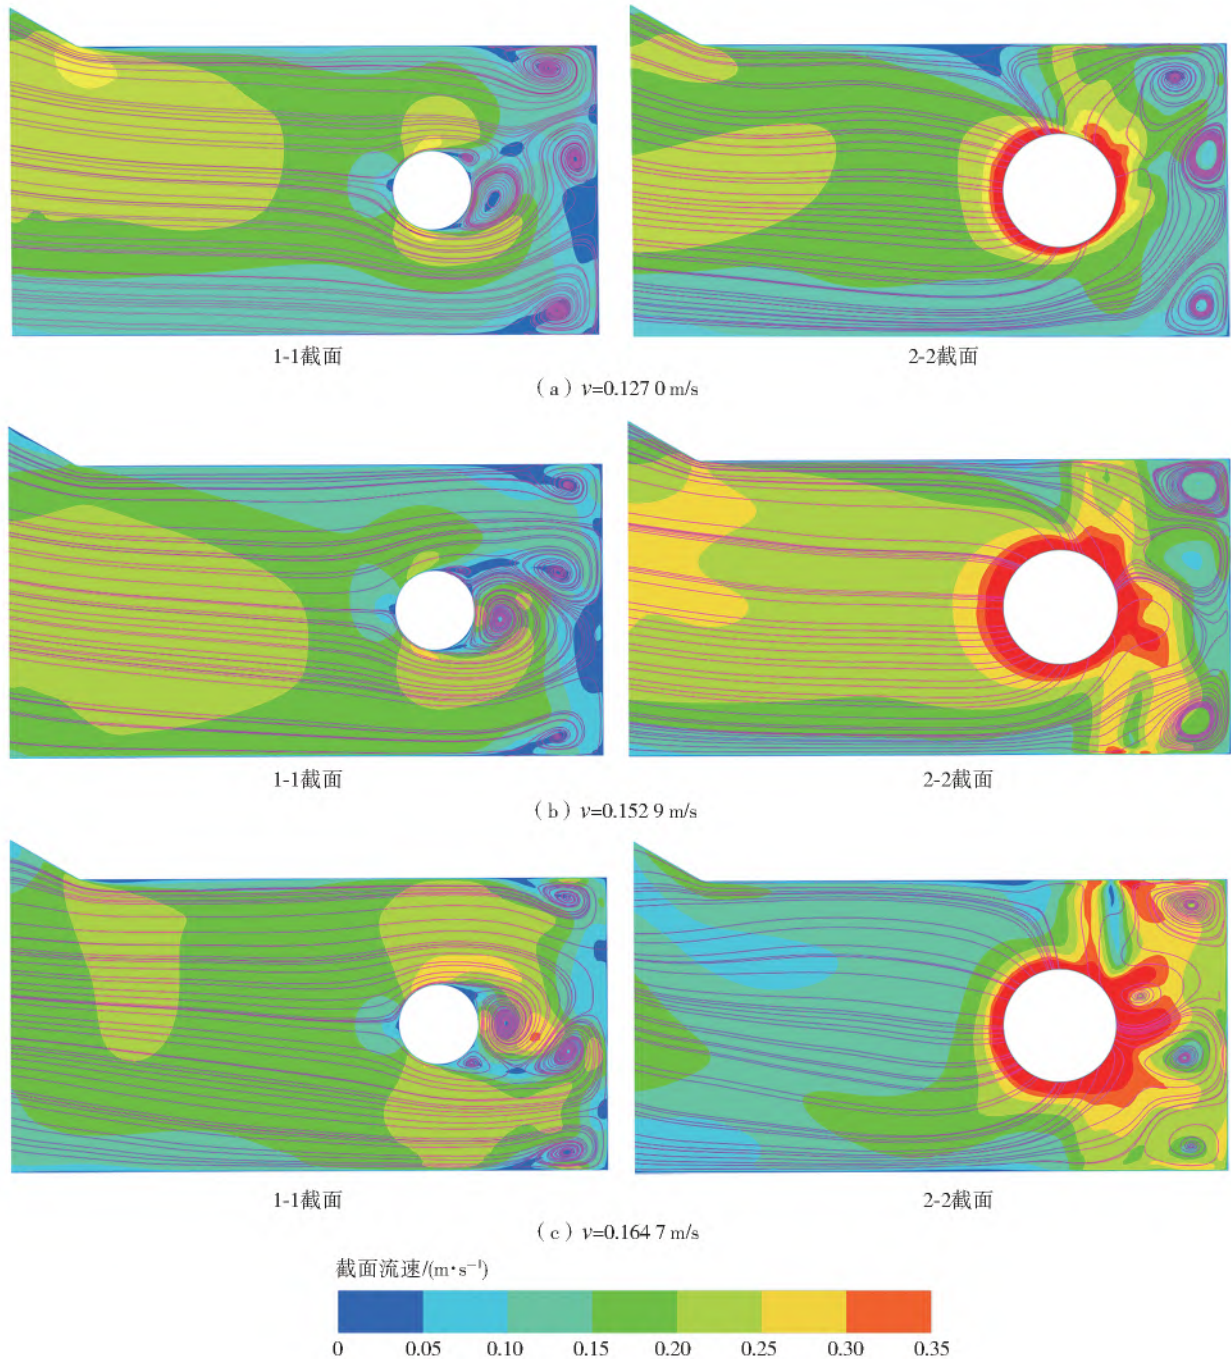 1-1截面 2-2截面
（a）v=0.127 0 m/s
1-1截面 2-2截面
（b）v=0.152 9 m/s
1-1截面 2-2截面
（c）v=0.164 7 m/s
截面流速/(m·s⁻¹)
0 0.05 0.10 0.15 0.20 0.25 0.30 0.35